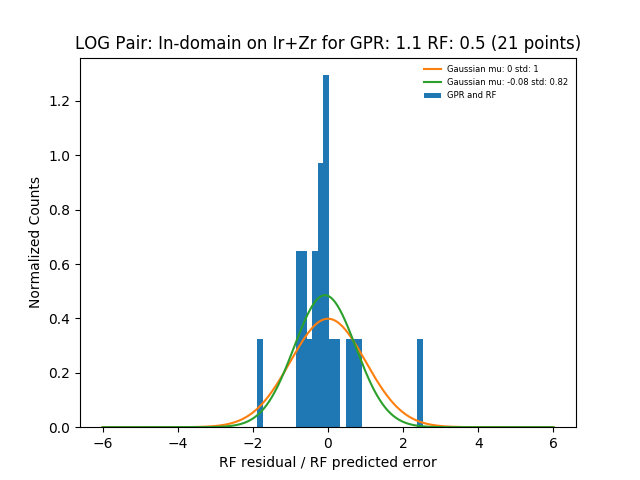 LOG Pair: In-domain on Ir+Zr for GPR: 1.1 RF: 0.5 (21 points)
Gaussian mu: 0 std: 1
Gaussian mu: -0.08 std: 0.82
GPR and RF
Normalized Counts
1.2
1.0
0.8
0.6
0.4
0.2
0.0
−6 −4 −2 0 2 4 6
RF residual / RF predicted error